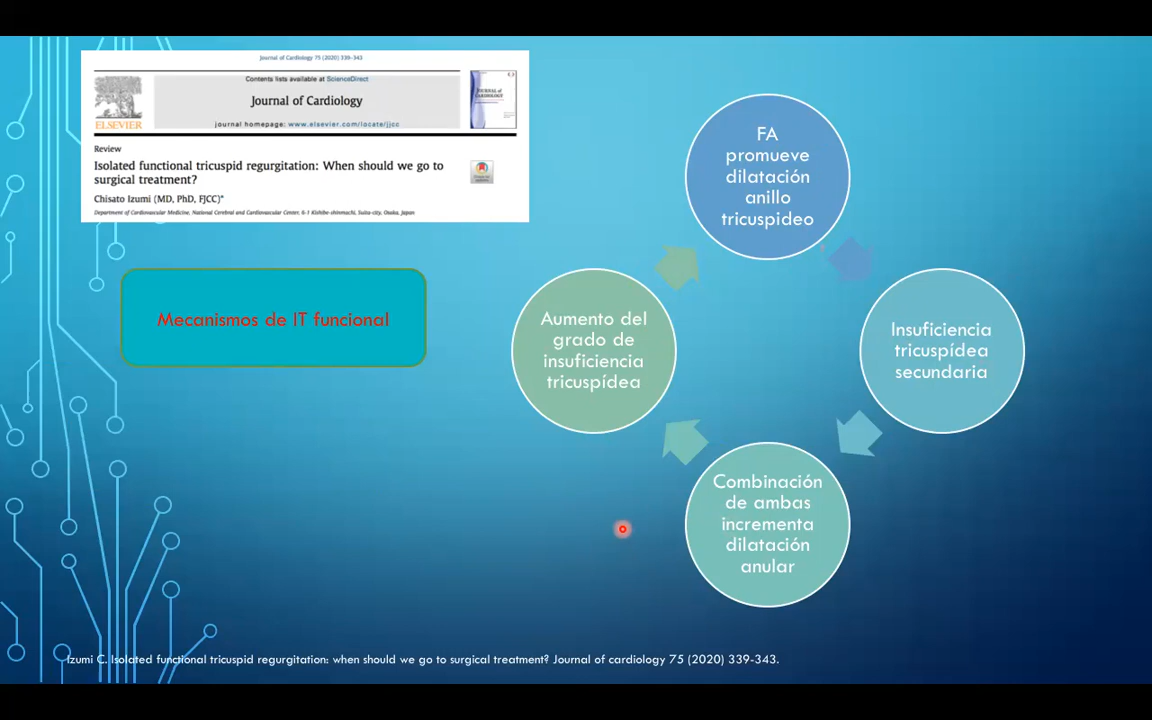 Journal of Cardiology 75 (2020) 339–343
Contents lists available at ScienceDirect
Journal of Cardiology
journal homepage: www.elsevier.com/locate/jjcc
ELSEVIER
JOURNAL of CARDIOLOGY
Review
Isolated functional tricuspid regurgitation: When should we go to
surgical treatment?
Chisato Izumi (MD, PhD, FJCC)*
Department of Cardiovascular Medicine, National Cerebral and Cardiovascular Center, 6-1 Kishibe-shinmachi, Suita-city, Osaka, Japan
Mecanismos de IT funcional
FA
promueve
dilatación
anillo
tricuspideo
Insuficiencia
tricuspídea
secundaria
Combinación
de ambas
incrementa
dilatación
anular
Aumento del
grado de
insuficiencia
tricuspídea
Izumi C. Isolated functional tricuspid regurgitation: when should we go to surgical treatment? Journal of cardiology 75 (2020) 339-343.